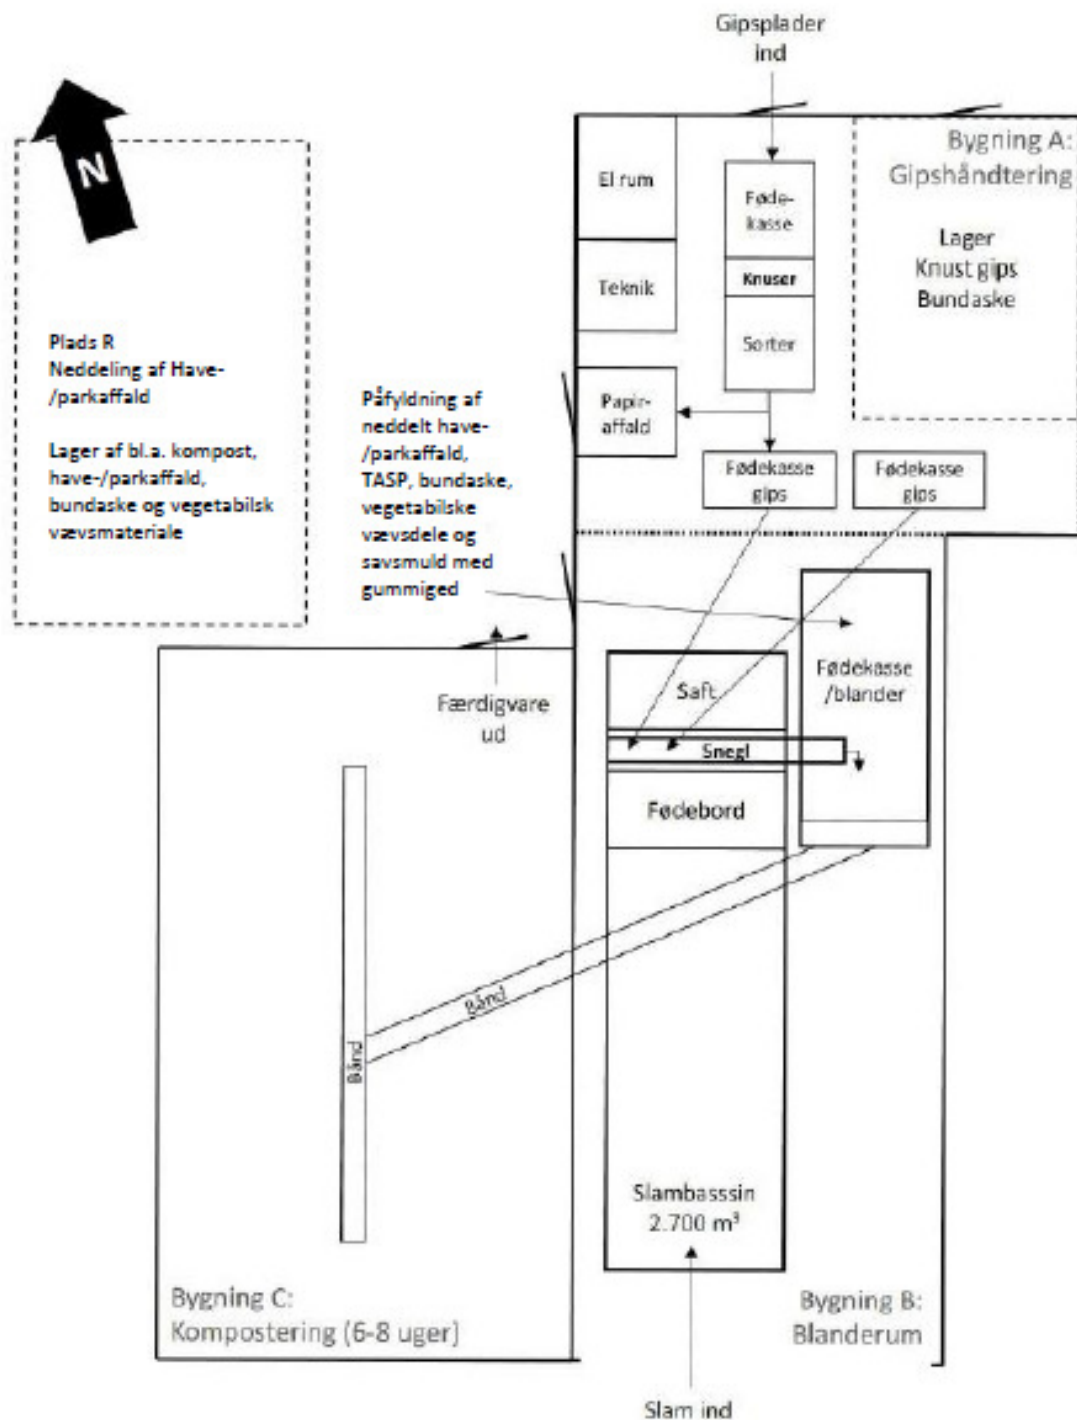 Gipsplader
ind
N
Bygning A:
Gipshåndtering
Lager
Knust gips
Bundaske
El rum
Føde-
kasse
Knuser
Teknik
Sorter
Papir-
affald
Fødekasse
gips
Fødekasse
gips
Plads R
Neddeling af Have-
/parkaffald
Lager af bl.a. kompost,
have-/parkaffald,
bundaske og vegetabilsk
vævsmateriale
Påfyldning af
neddelt have-
/parkaffald,
TASP, bundaske,
vegetabilske
vævsdele og
savsmuld med
gummiged
Færdigvare
ud
Saft
Snegl
Fødebord
Fødekasse
/blander
Bånd
Bånd
Slambasssin
2.700 m³
Bygning C:
Kompostering (6-8 uger)
Bygning B:
Blanderum
Slam ind